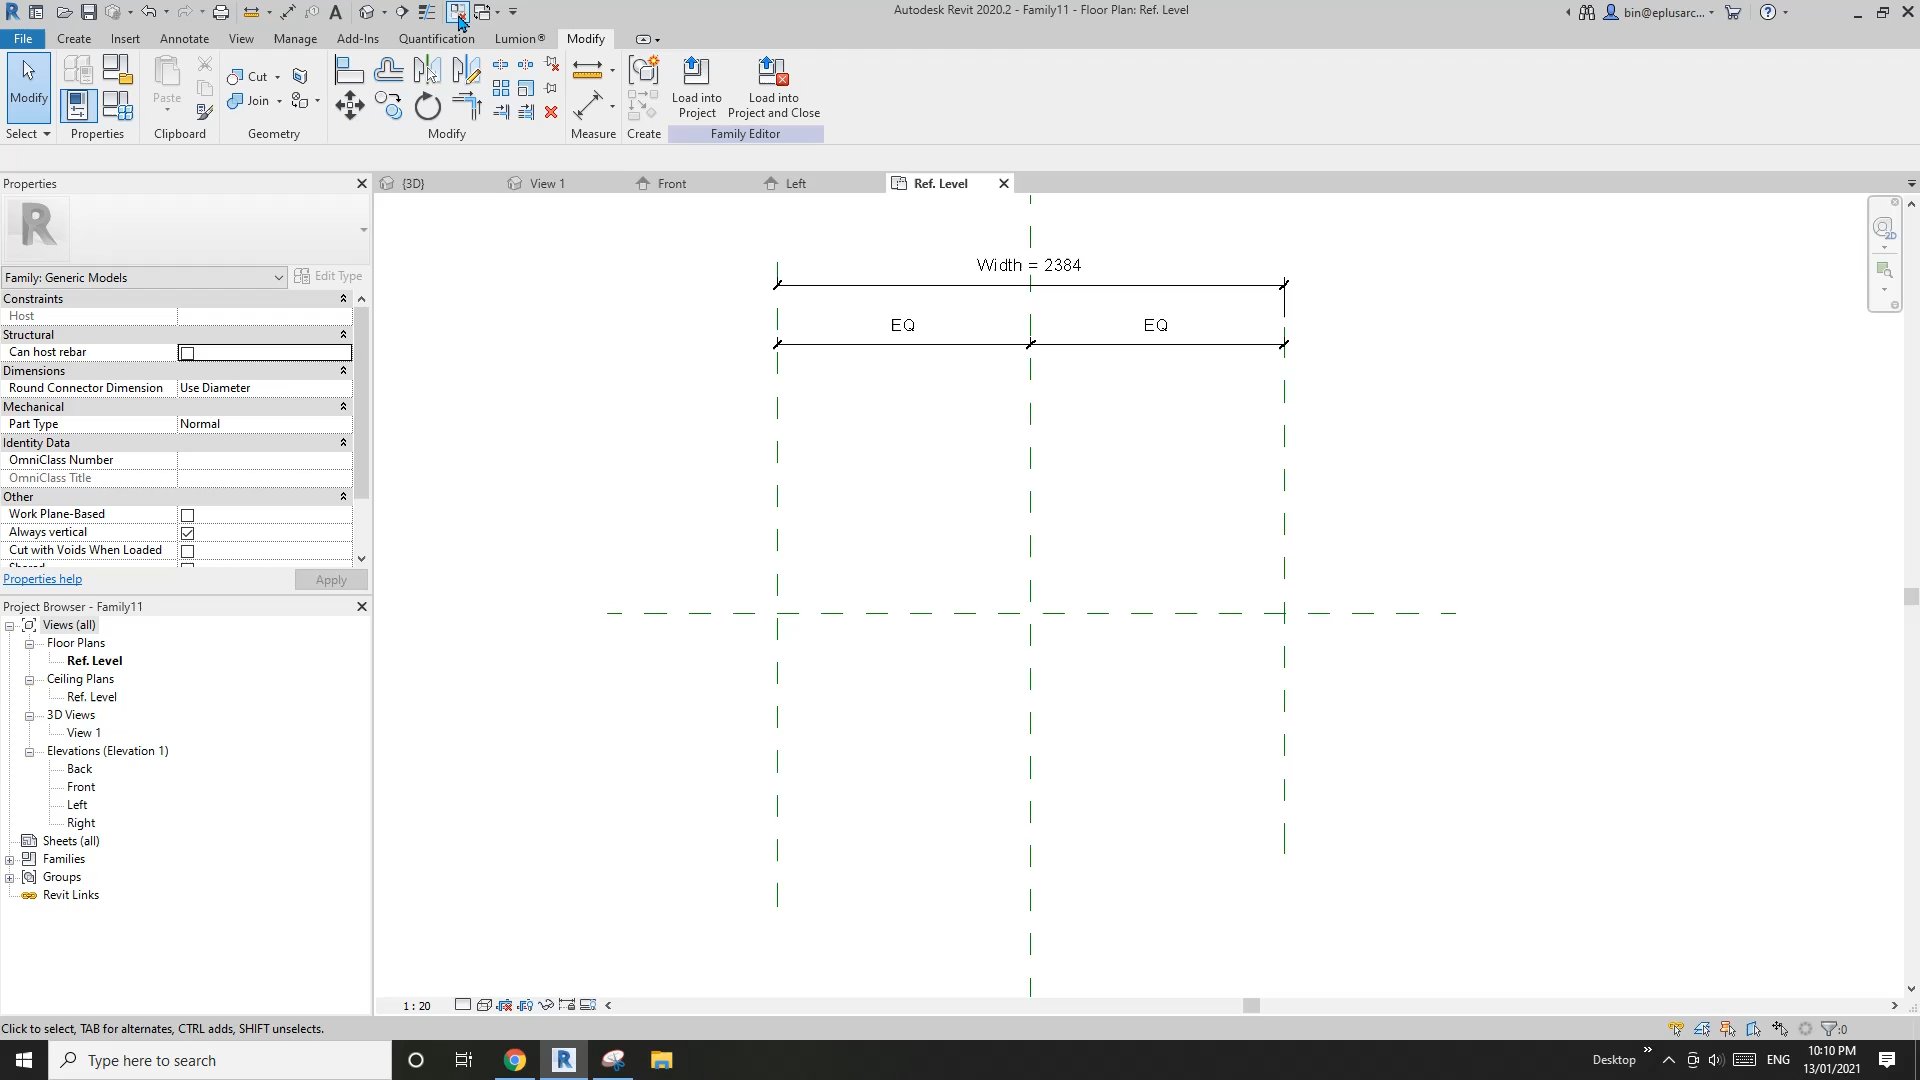 Autodesk Revit 2020.2 - Family11 - Floor Plan: Ref. Level
bin@eplusarc...
File Create Insert Annotate View Manage Add-Ins Quantification Lumion® Modify
Modify
Paste
Cut
Join
Load into Project
Load into Project and Close
Select Properties Clipboard Geometry Modify Measure Create Family Editor
Properties
{3D} View 1 Front Left Ref. Level
R
2D
Family: Generic Models
Edit Type
Constraints
Host
Structural
Can host rebar
Dimensions
Round Connector Dimension Use Diameter
Mechanical
Part Type Normal
Identity Data
OmniClass Number
OmniClass Title
Other
Work Plane-Based
Always vertical
Cut with Voids When Loaded
Shared
Properties help
Apply
Width = 2384
EQ EQ
Project Browser - Family11
Views (all)
Floor Plans
Ref. Level
Ceiling Plans
Ref. Level
3D Views
View 1
Elevations (Elevation 1)
Back
Front
Left
Right
Sheets (all)
Families
Groups
Revit Links
1 : 20
Click to select, TAB for alternates, CTRL adds, SHIFT unselects.
:0
Type here to search
Desktop
ENG
10:10 PM
13/01/2021